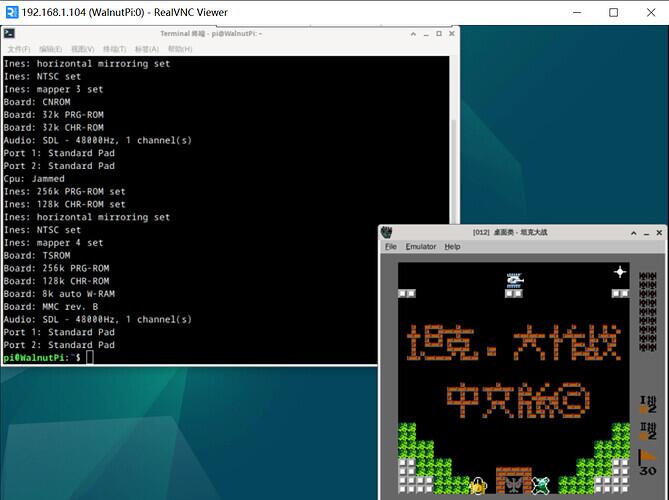 192.168.1.104 (WalnutPi:0) - RealVNC Viewer
Terminal 终端 - pi@WalnutPi: ~
文件(F) 编辑(E) 视图(V) 终端(T) 标签(A) 帮助(H)
Ines: horizontal mirroring set
Ines: NTSC set
Ines: mapper 3 set
Board: CNROM
Board: 32k PRG-ROM
Board: 32k CHR-ROM
Audio: SDL - 48000Hz, 1 channel(s)
Port 1: Standard Pad
Port 2: Standard Pad
Cpu: Jammed
Ines: 256k PRG-ROM set
Ines: 128k CHR-ROM set
Ines: horizontal mirroring set
Ines: NTSC set
Ines: mapper 4 set
Board: TSROM
Board: 256k PRG-ROM
Board: 128k CHR-ROM
Board: 8k auto W-RAM
Board: MMC rev. B
Audio: SDL - 48000Hz, 1 channel(s)
Port 1: Standard Pad
Port 2: Standard Pad
pi@WalnutPi:~$
[012] 桌面类 - 坦克大战
File Emulator Help
坦克.大作战
中文版⑨
2
2
30